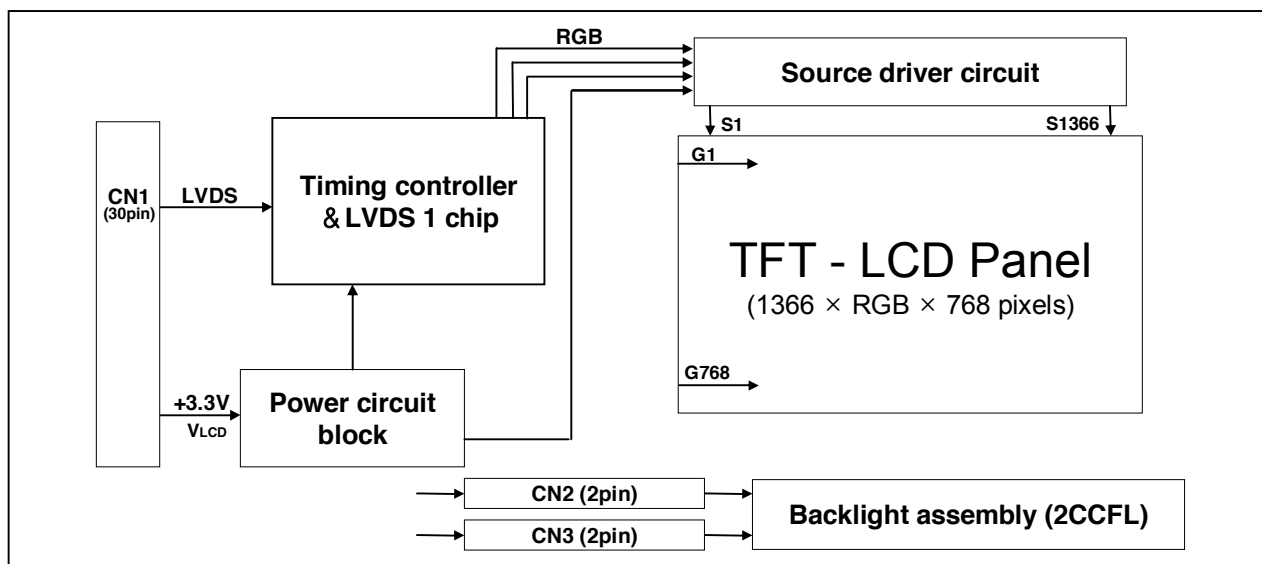 RGB
Source driver circuit
S1
S1366
CN1
(30pin)
LVDS
Timing controller
& LVDS 1 chip
G1
TFT - LCD Panel
(1366 × RGB × 768 pixels)
G768
+3.3V
VLCD
Power circuit
block
CN2 (2pin)
CN3 (2pin)
Backlight assembly (2CCFL)